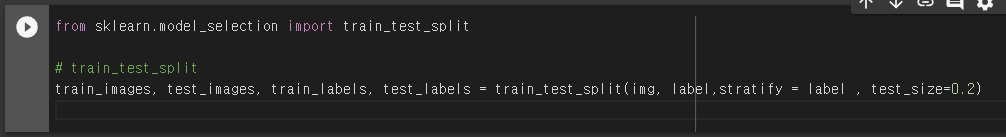 from sklearn.model_selection import train_test_split
# train_test_split
train_images, test_images, train_labels, test_labels = train_test_split(img, label,stratify = label , test_size=0.2)